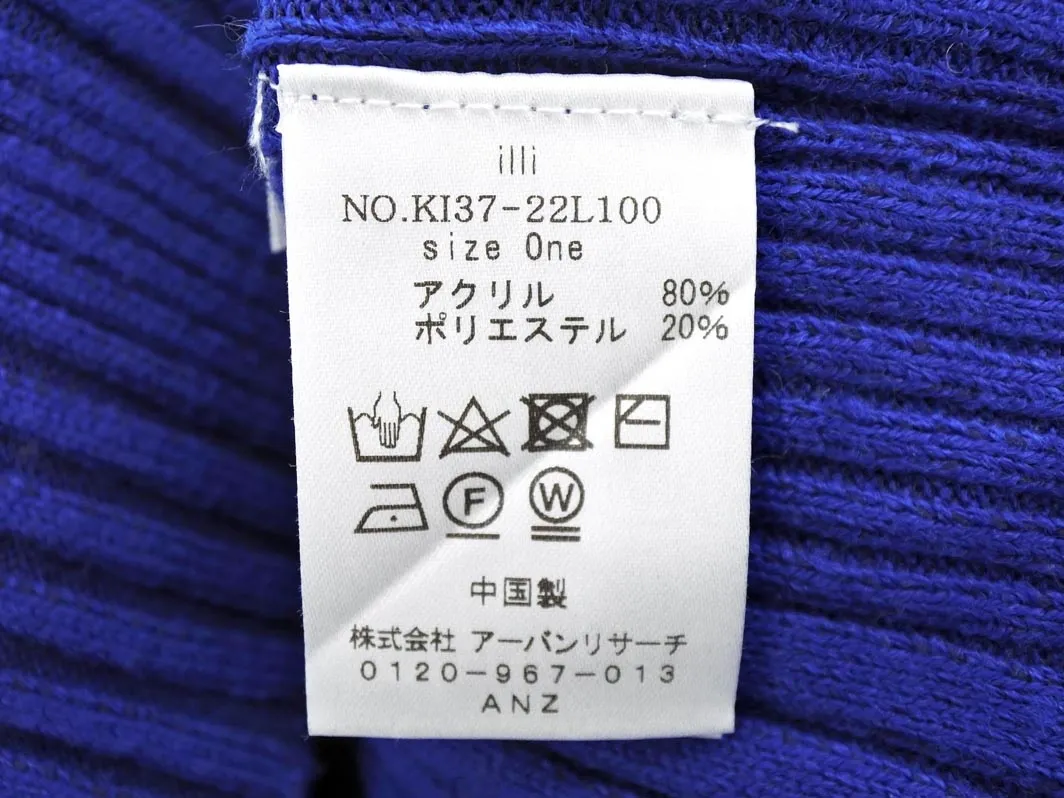 illi
NO.KI37-22L100
size One
アクリル 80%
ポリエステル 20%
F W
中国製
株式会社 アーバンリサーチ
0120-967-013
ANZ